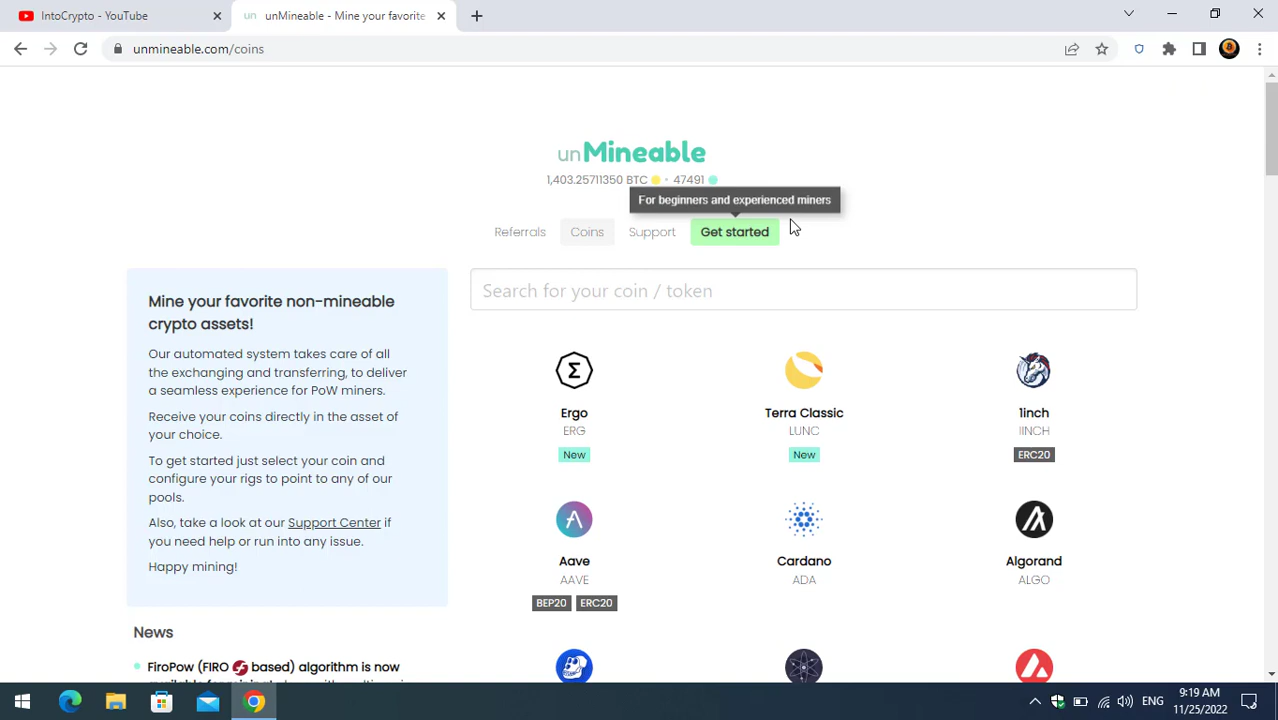 IntoCrypto - YouTube
un unMineable - Mine your favorite
unmineable.com/coins
unMineable
1,403.25711350 BTC • 47491
For beginners and experienced miners
Referrals Coins Support Get started
Search for your coin / token
Mine your favorite non-mineable
crypto assets!
Our automated system takes care of all
the exchanging and transferring, to deliver
a seamless experience for PoW miners.
Receive your coins directly in the asset of
your choice.
To get started just select your coin and
configure your rigs to point to any of our
pools.
Also, take a look at our Support Center if
you need help or run into any issue.
Happy mining!
News
FiroPow (FIRO based) algorithm is now
Ergo
ERG
New
Terra Classic
LUNC
New
1inch
1INCH
ERC20
Aave
AAVE
BEP20 ERC20
Cardano
ADA
Algorand
ALGO
ENG
9:19 AM
11/25/2022